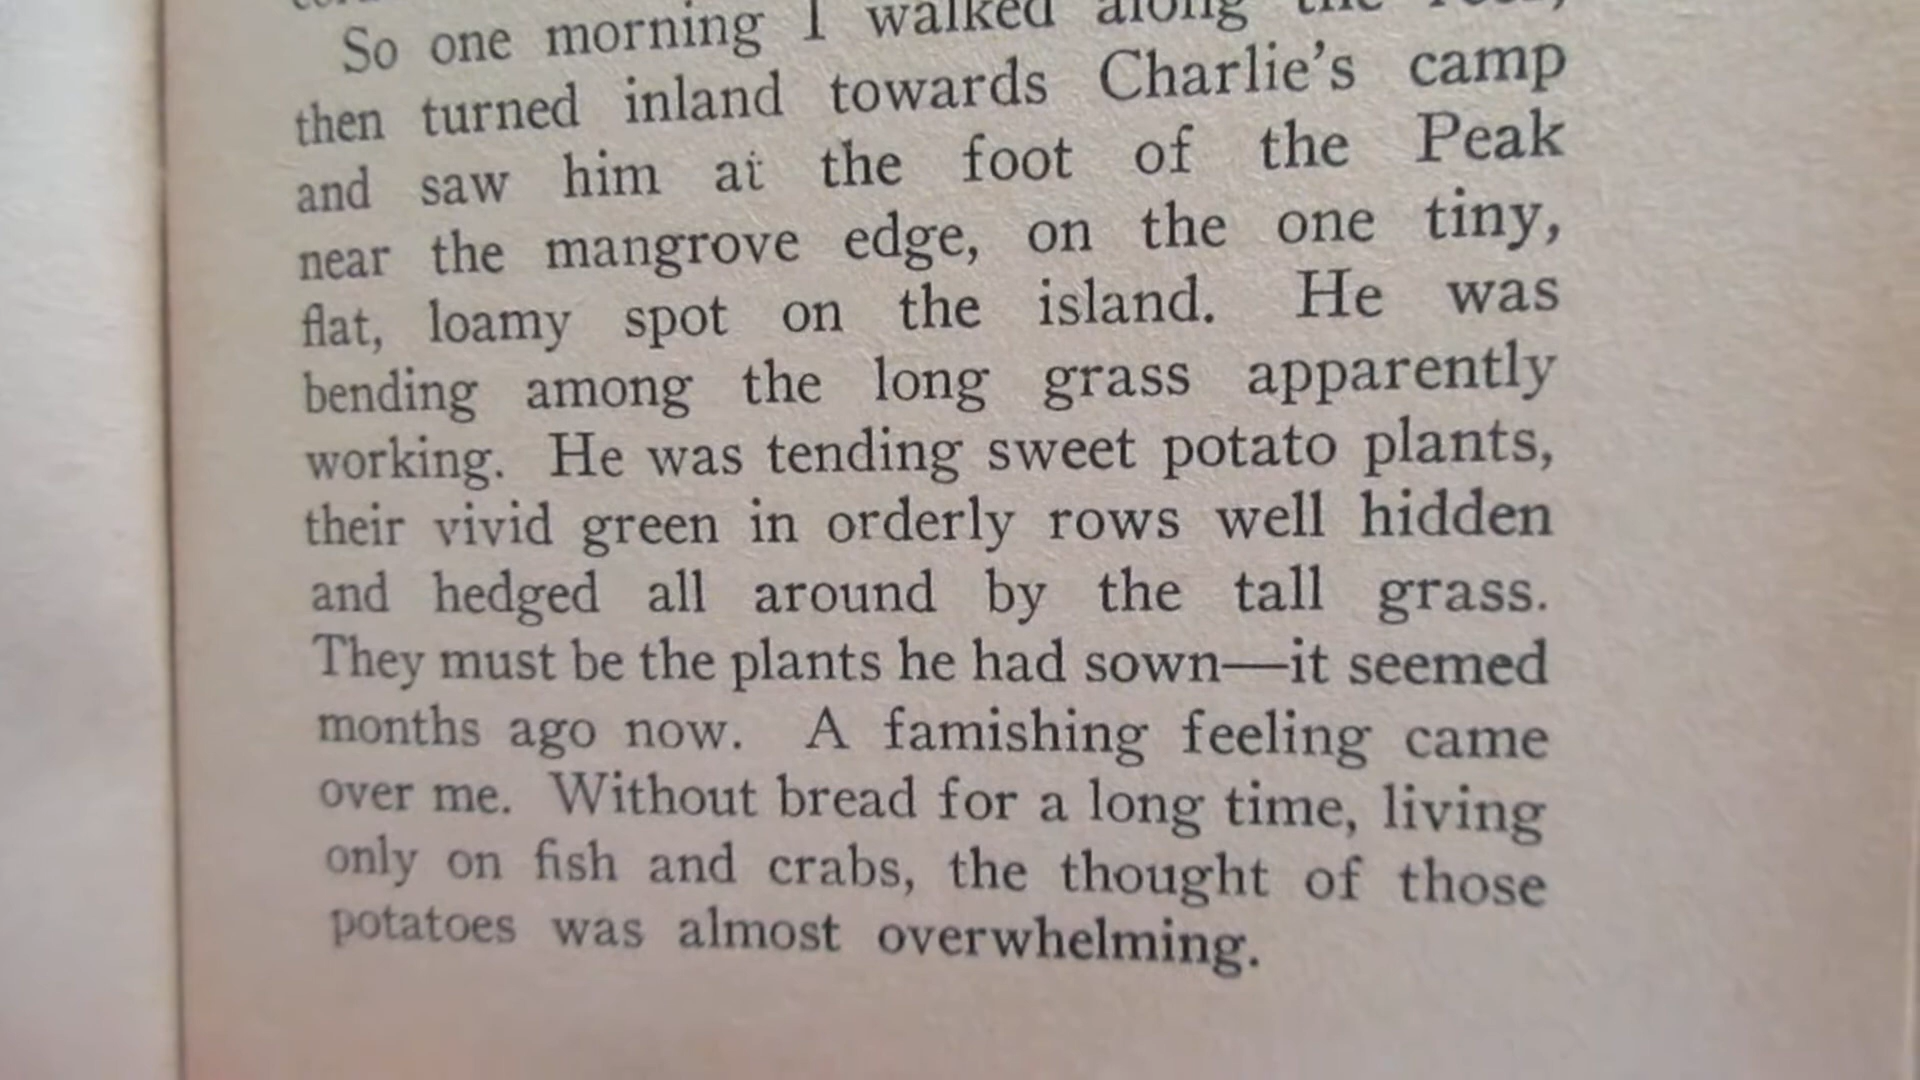 So one morning I walked along the reef,
then turned inland towards Charlie's camp
and saw him at the foot of the Peak
near the mangrove edge, on the one tiny,
flat, loamy spot on the island. He was
bending among the long grass apparently
working. He was tending sweet potato plants,
their vivid green in orderly rows well hidden
and hedged all around by the tall grass.
They must be the plants he had sown—it seemed
months ago now. A famishing feeling came
over me. Without bread for a long time, living
only on fish and crabs, the thought of those
potatoes was almost overwhelming.